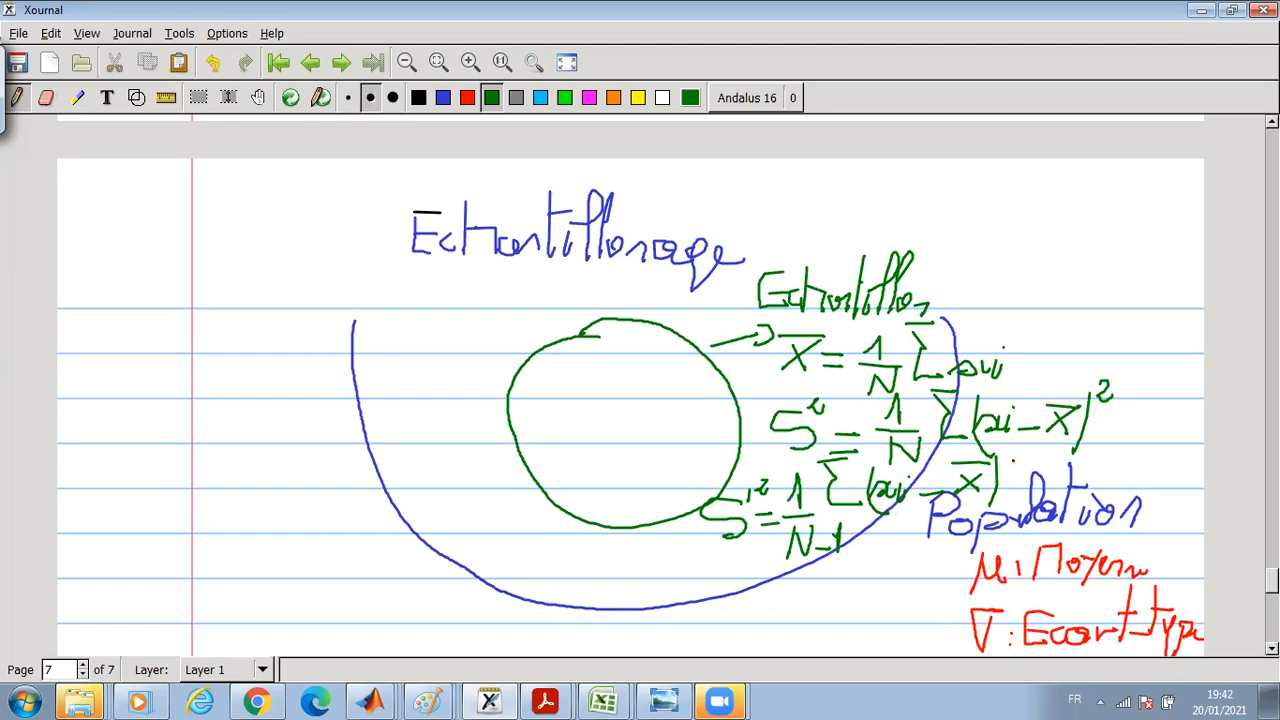 Xournal
File Edit View Journal Tools Options Help
Andalus 16 0
Echantillonage
Echantillon
X̄ = 1/N Σ xi
S² = 1/N Σ (xi - X̄)²
S'² = 1/N-1 Σ (xi - X̄)
Population
μ : Moyenn
σ : Ecart-type
Page 7 of 7 Layer: Layer 1
FR 19:42
20/01/2021